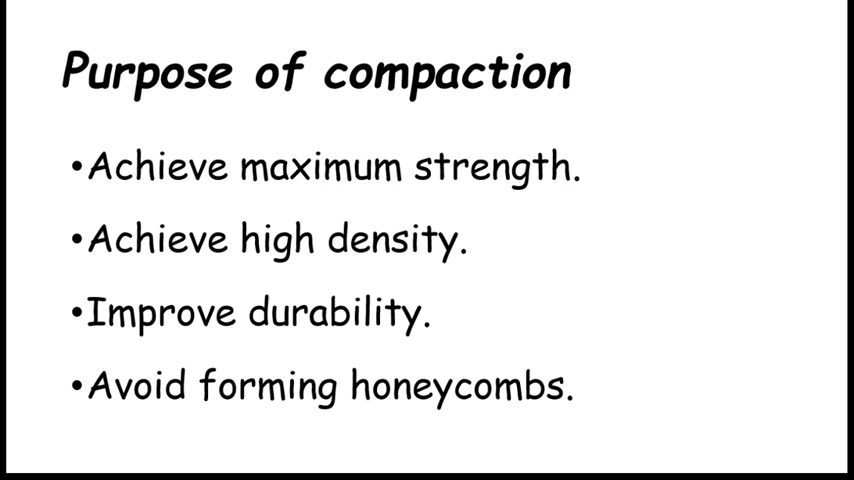 Purpose of compaction
•Achieve maximum strength.
•Achieve high density.
•Improve durability.
•Avoid forming honeycombs.